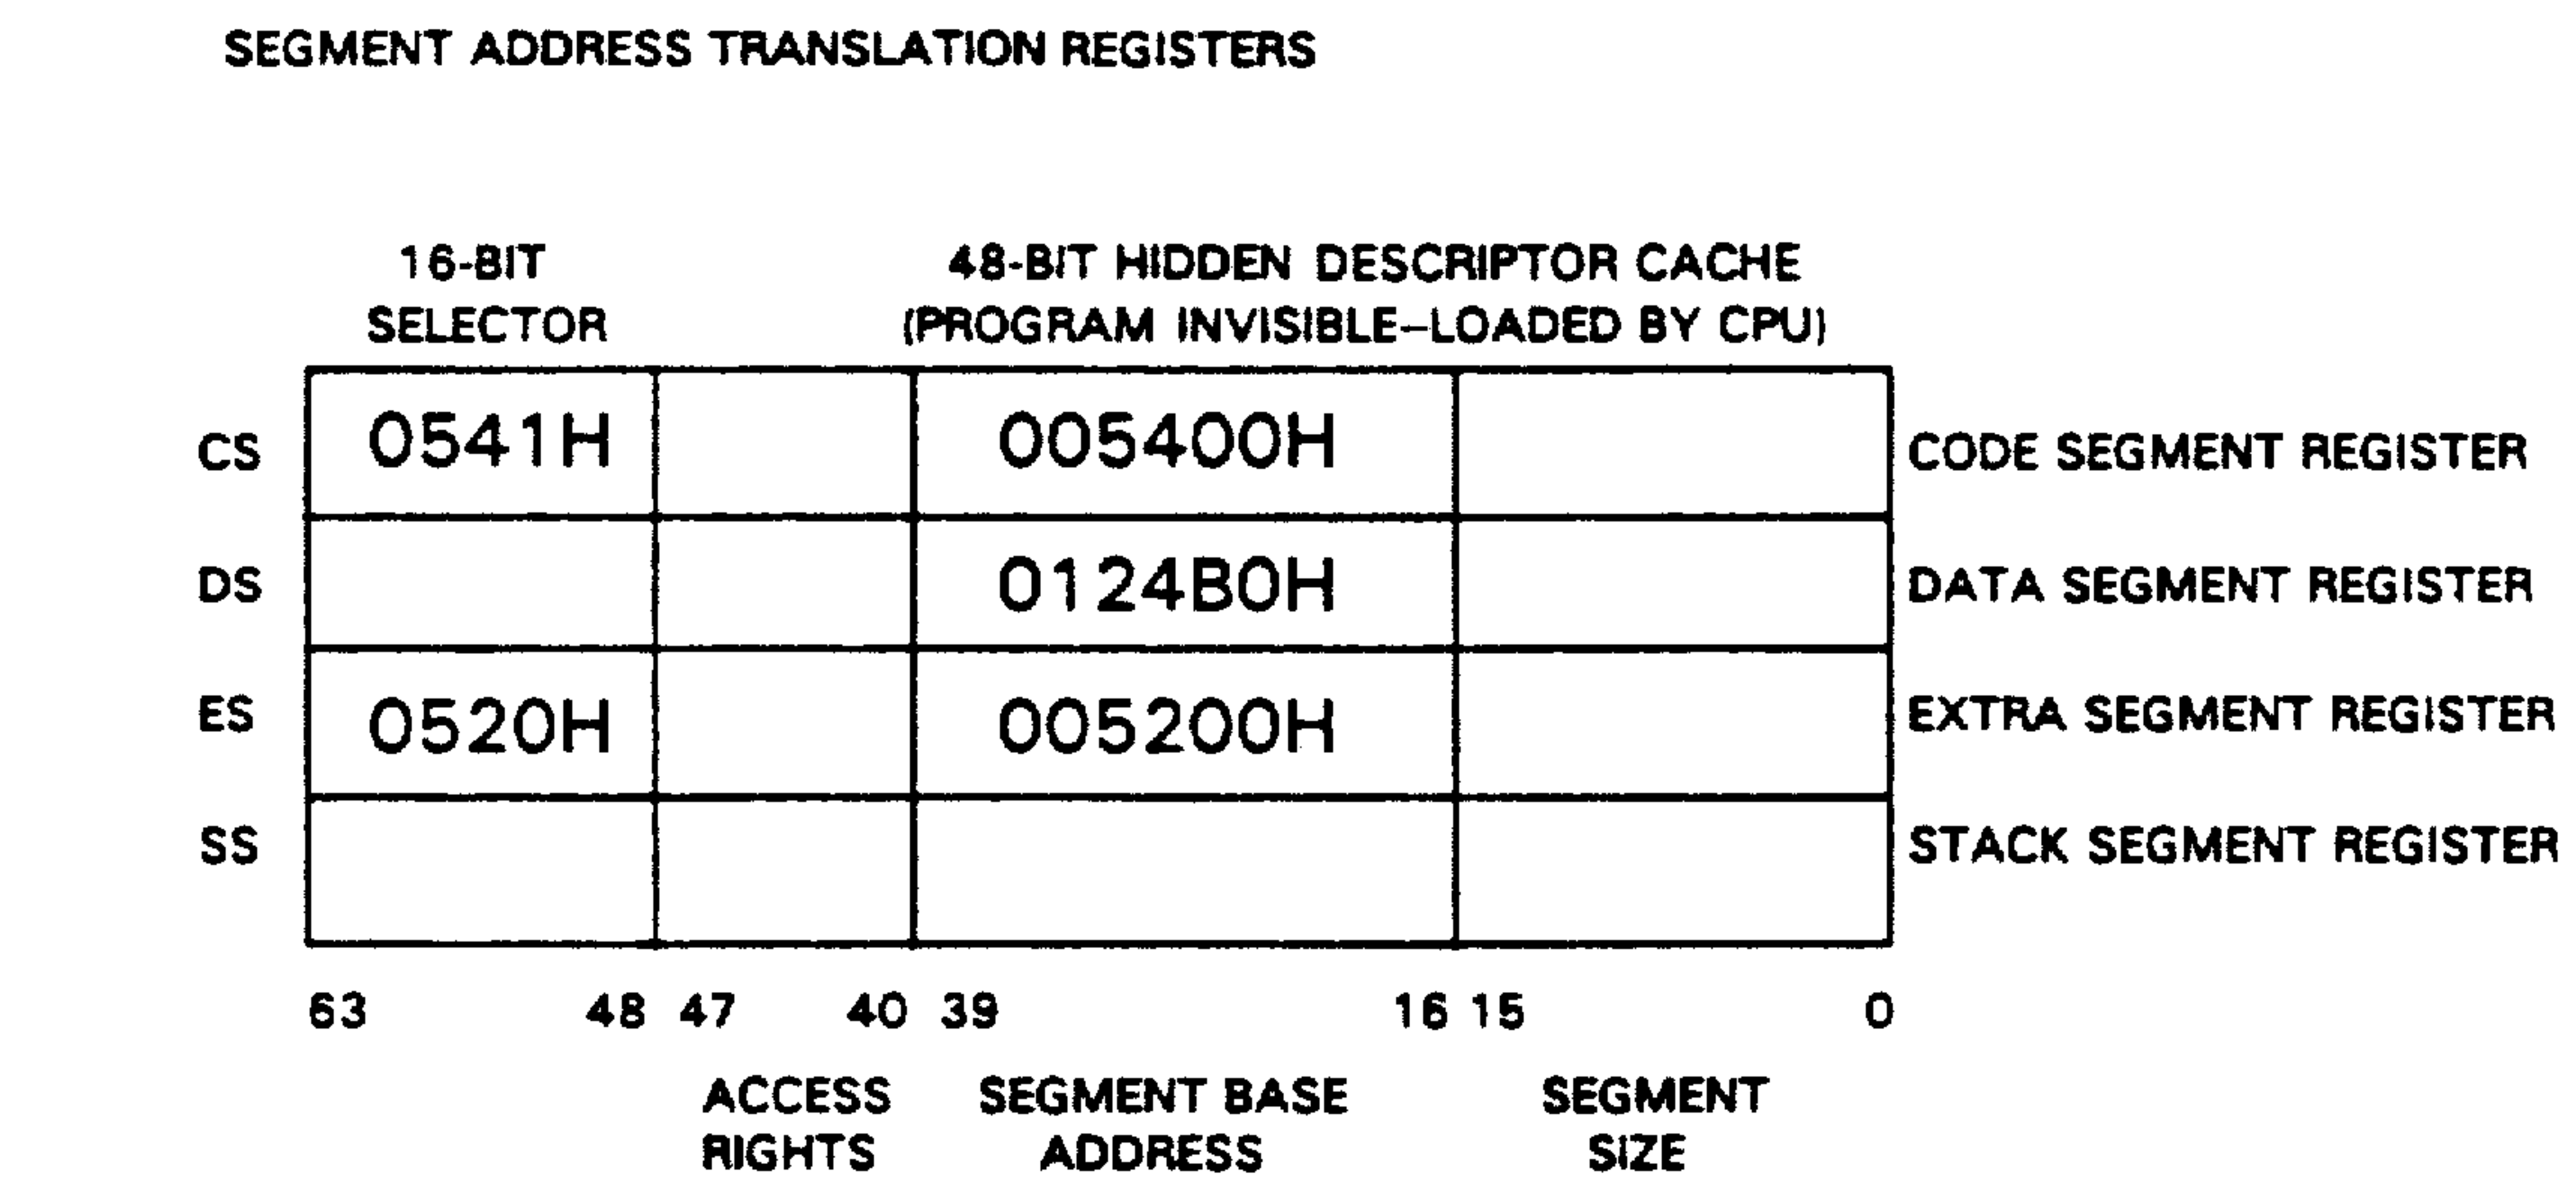 SEGMENT ADDRESS TRANSLATION REGISTERS
16-BIT
SELECTOR
48-BIT HIDDEN DESCRIPTOR CACHE
(PROGRAM INVISIBLE–LOADED BY CPU)
CS 0541H 005400H CODE SEGMENT REGISTER
DS 0124B0H DATA SEGMENT REGISTER
ES 0520H 005200H EXTRA SEGMENT REGISTER
SS STACK SEGMENT REGISTER
63 48 47 40 39 16 15 0
ACCESS
RIGHTS
SEGMENT BASE
ADDRESS
SEGMENT
SIZE